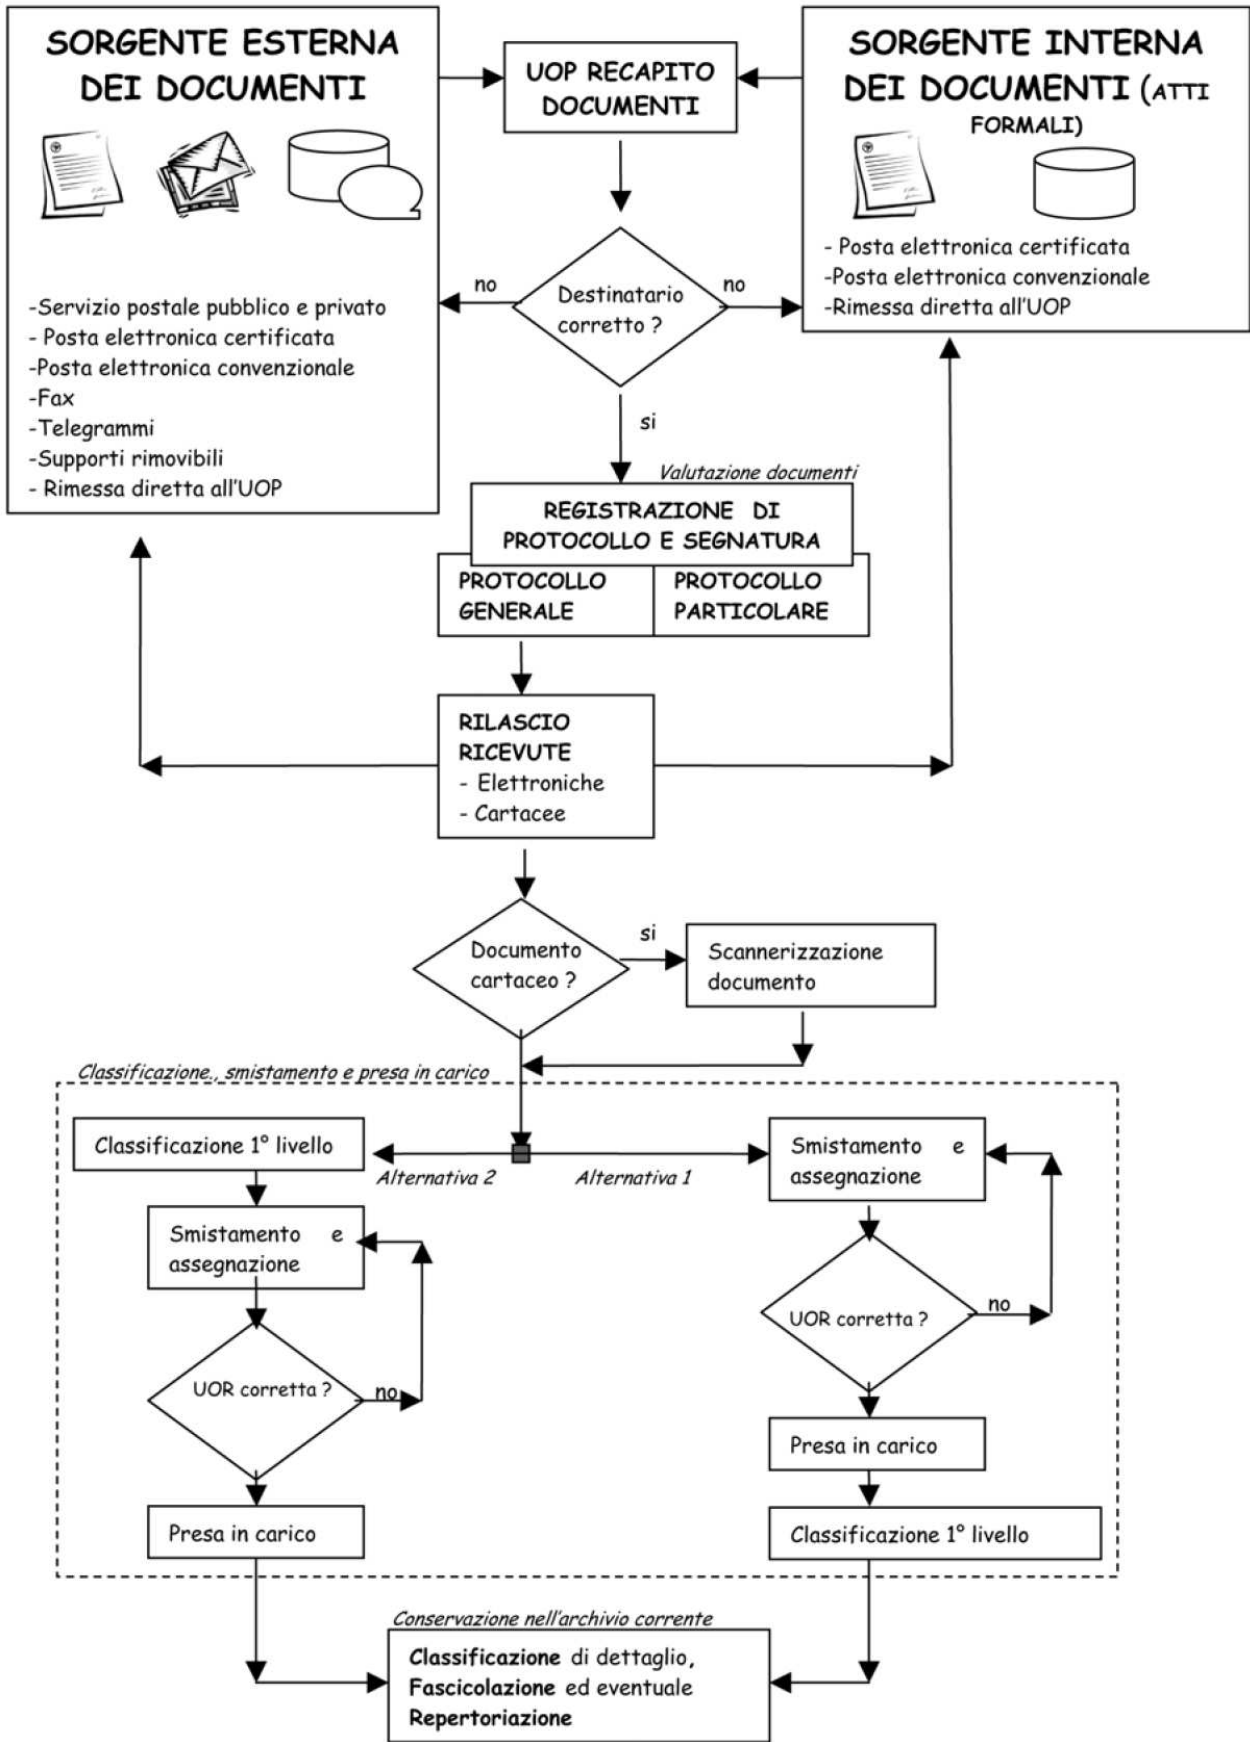 SORGENTE ESTERNA
DEI DOCUMENTI
-Servizio postale pubblico e privato
- Posta elettronica certificata
-Posta elettronica convenzionale
-Fax
-Telegrammi
-Supporti rimovibili
- Rimessa diretta all'UOP
UOP RECAPITO
DOCUMENTI
SORGENTE INTERNA
DEI DOCUMENTI (ATTI
FORMALI)
- Posta elettronica certificata
-Posta elettronica convenzionale
-Rimessa diretta all'UOP
no
Destinatario
corretto ?
no
si
Valutazione documenti
REGISTRAZIONE DI
PROTOCOLLO E SEGNATURA
PROTOCOLLO
GENERALE
PROTOCOLLO
PARTICOLARE
RILASCIO
RICEVUTE
- Elettroniche
- Cartacee
Documento
cartaceo ?
si
Scannerizzazione
documento
Classificazione., smistamento e presa in carico
Classificazione 1° livello
Alternativa 2
Alternativa 1
Smistamento e
assegnazione
Smistamento e
assegnazione
UOR corretta ?
no
UOR corretta ?
no
Presa in carico
Presa in carico
Classificazione 1° livello
Conservazione nell'archivio corrente
Classificazione di dettaglio,
Fascicolazione ed eventuale
Repertoriazione